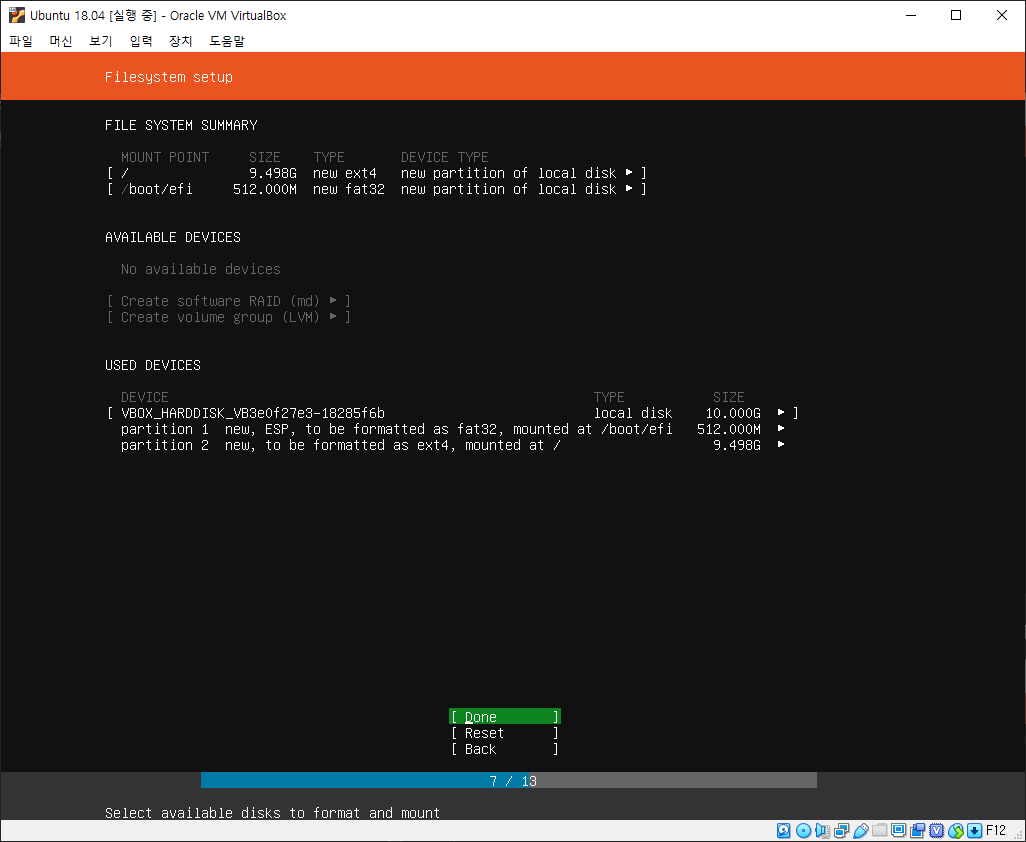 Ubuntu 18.04 [실행 중] - Oracle VM VirtualBox
파일 머신 보기 입력 장치 도움말
Filesystem setup
FILE SYSTEM SUMMARY
MOUNT POINT SIZE TYPE DEVICE TYPE
[ / 9.498G new ext4 new partition of local disk ▸ ]
[ /boot/efi 512.000M new fat32 new partition of local disk ▸ ]
AVAILABLE DEVICES
No available devices
[ Create software RAID (md) ▸ ]
[ Create volume group (LVM) ▸ ]
USED DEVICES
DEVICE TYPE SIZE
[ VBOX_HARDDISK_VB3e0f27e3-18285f6b local disk 10.000G ▸ ]
partition 1 new, ESP, to be formatted as fat32, mounted at /boot/efi 512.000M ▸
partition 2 new, to be formatted as ext4, mounted at / 9.498G ▸
[ Done ]
[ Reset ]
[ Back ]
7 / 13
Select available disks to format and mount
F12